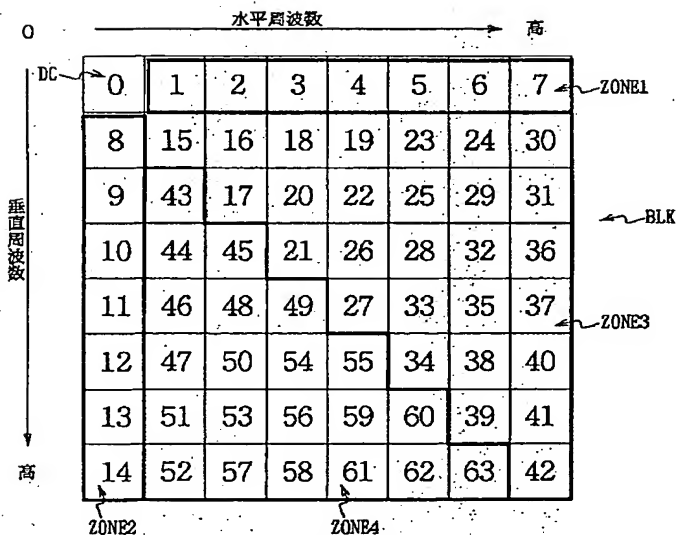 水平周波数
0 高
DC
0 1 2 3 4 5 6 7 ZONE1
8 15 16 18 19 23 24 30
9 43 17 20 22 25 29 31 BLK
垂直周波数
10 44 45 21 26 28 32 36
11 46 48 49 27 33 35 37 ZONE3
12 47 50 54 55 34 38 40
13 51 53 56 59 60 39 41
高
14 52 57 58 61 62 63 42
ZONE2 ZONE4